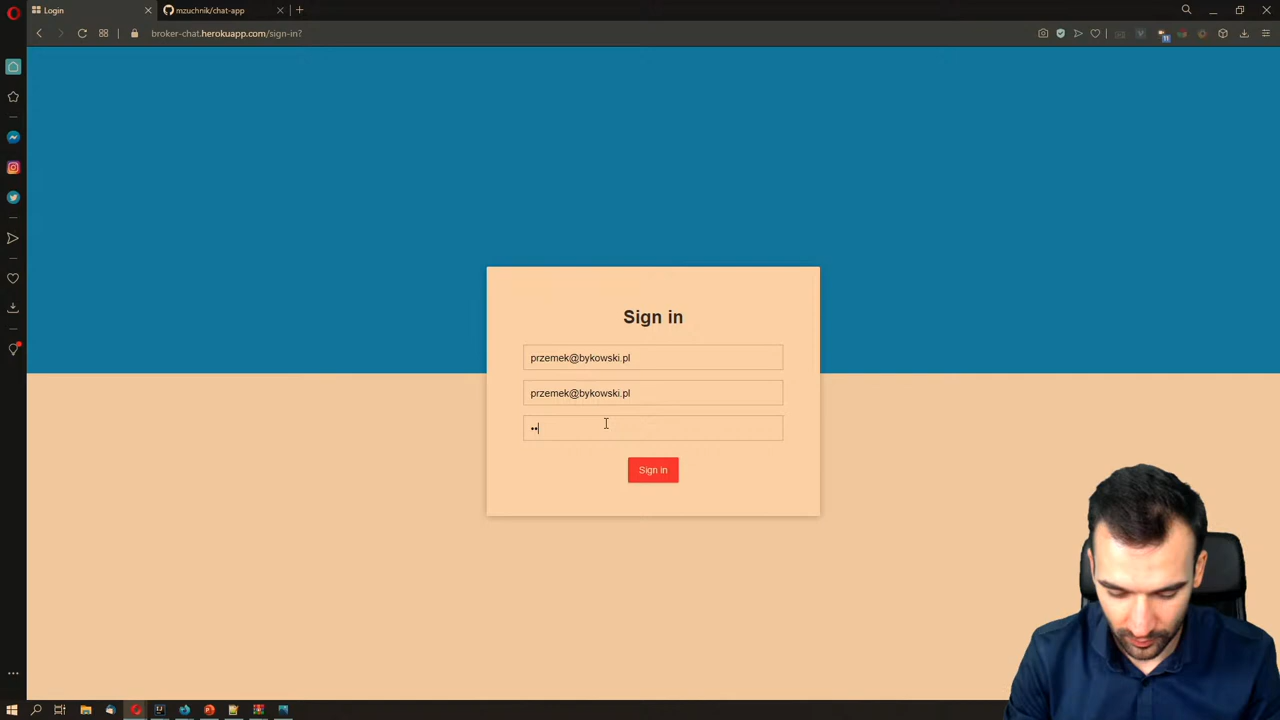 Login
mzuchnik/chat-app
broker-chat.herokuapp.com/sign-in?
11
Sign in
przemek@bykowski.pl
przemek@bykowski.pl
Sign in